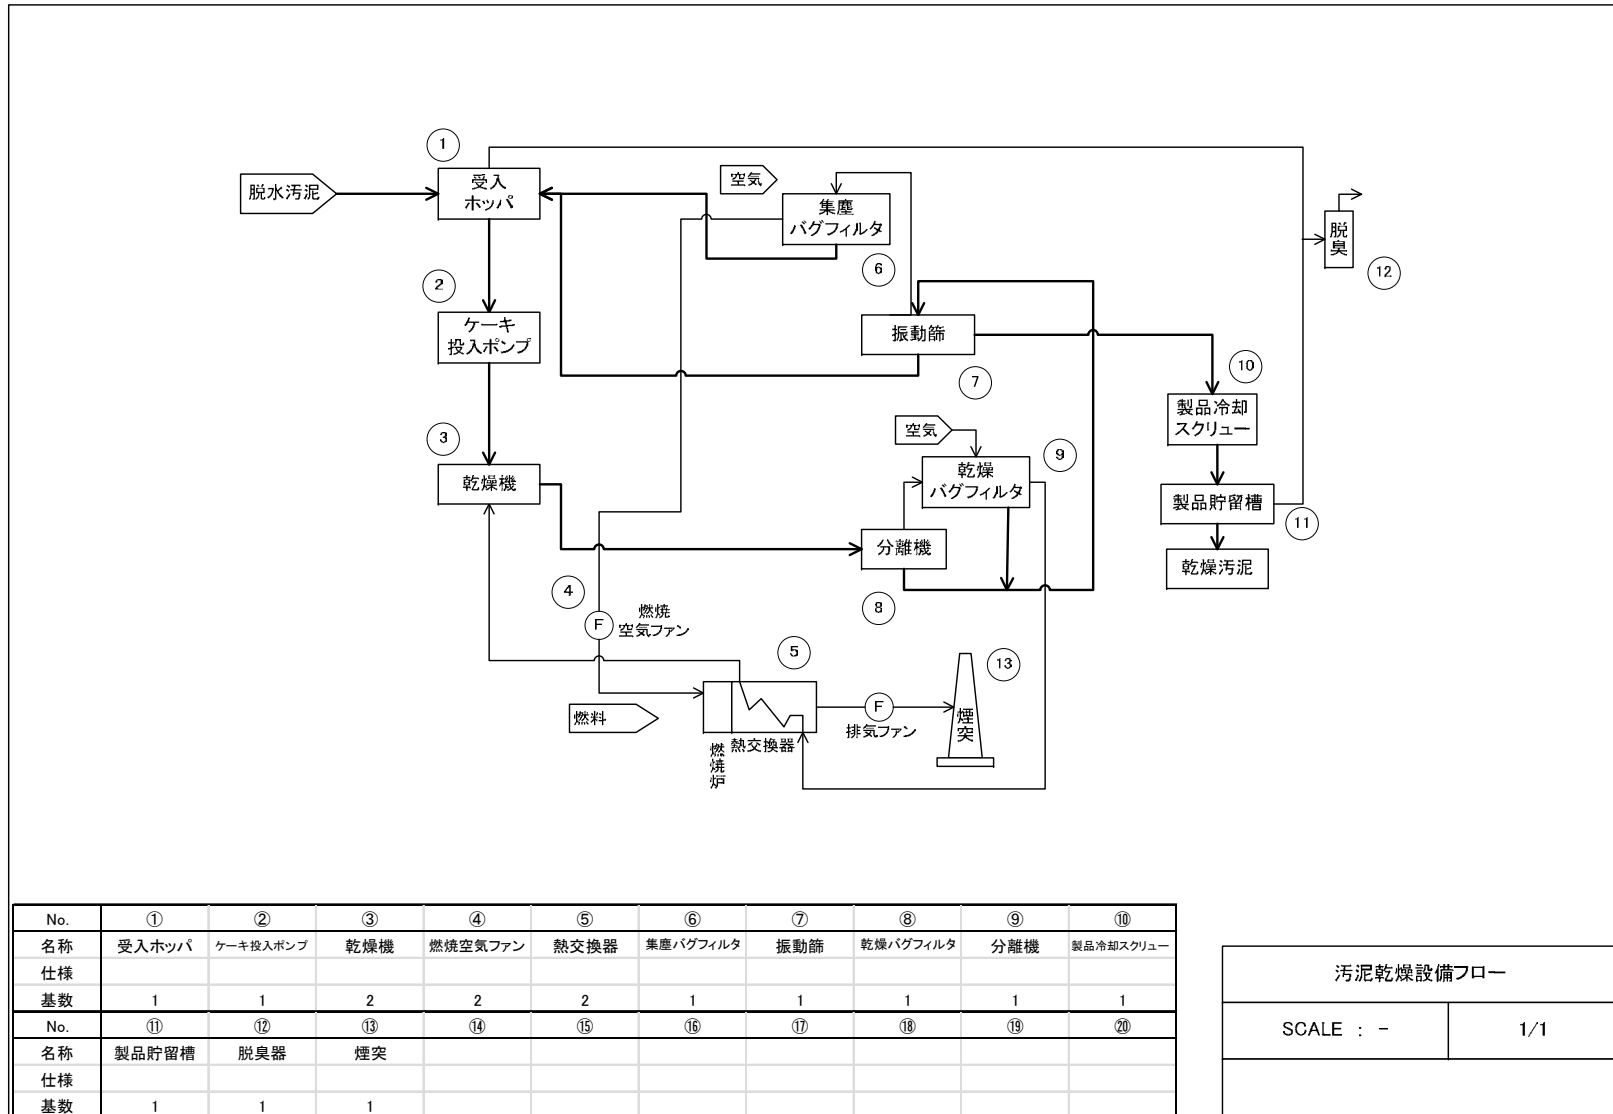 ①
脱水汚泥
受入
ホッパ
空気
集塵
バグフィルタ
⑥
脱
臭
⑫
②
ケーキ
投入ポンプ
振動篩
⑦
⑩
製品冷却
スクリュー
③
乾燥機
空気
乾燥
バグフィルタ
⑨
製品貯留槽
⑪
分離機
乾燥汚泥
④
⑧
燃焼
空気ファン
F
⑤
⑬
燃料
F
排気ファン
煙
突
熱交換器
燃
焼
炉
No. ① ② ③ ④ ⑤ ⑥ ⑦ ⑧ ⑨ ⑩
名称 受入ホッパ ケーキ投入ポンプ 乾燥機 燃焼空気ファン 熱交換器 集塵バグフィルタ 振動篩 乾燥バグフィルタ 分離機 製品冷却スクリュー
仕様
基数 1 1 2 2 2 1 1 1 1 1
No. ⑪ ⑫ ⑬ ⑭ ⑮ ⑯ ⑰ ⑱ ⑲ ⑳
名称 製品貯留槽 脱臭器 煙突
仕様
基数 1 1 1
汚泥乾燥設備フロー
SCALE : - 1/1